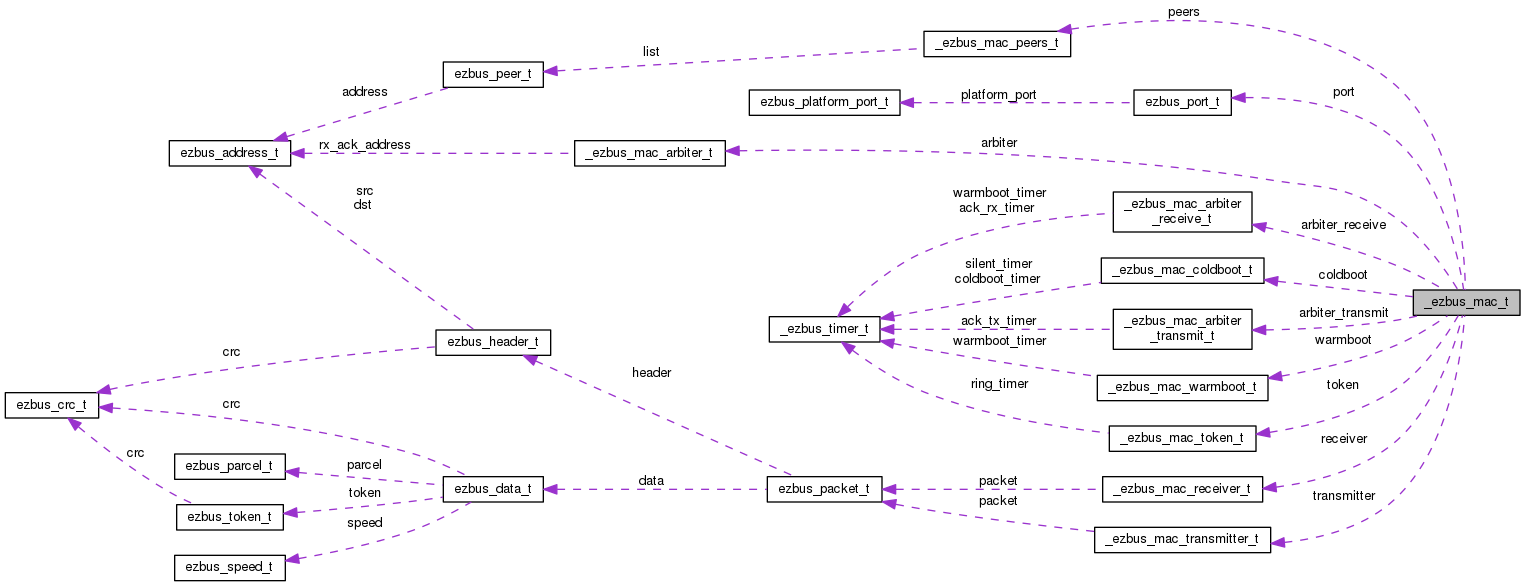 peers
_ezbus_mac_peers_t
list
ezbus_peer_t
address
platform_port
port
ezbus_platform_port_t
ezbus_port_t
ezbus_address_t
rx_ack_address
_ezbus_mac_arbiter_t
arbiter
src
dst
warmboot_timer
ack_rx_timer
_ezbus_mac_arbiter
_receive_t
arbiter_receive
silent_timer
coldboot_timer
_ezbus_mac_coldboot_t
coldboot
_ezbus_mac_t
_ezbus_timer_t
ack_tx_timer
_ezbus_mac_arbiter
_transmit_t
arbiter_transmit
ezbus_header_t
warmboot_timer
warmboot
crc
header
ring_timer
_ezbus_mac_warmboot_t
token
ezbus_crc_t
crc
_ezbus_mac_token_t
receiver
crc
ezbus_parcel_t
parcel
ezbus_data_t
data
ezbus_packet_t
packet
_ezbus_mac_receiver_t
token
packet
transmitter
ezbus_token_t
speed
_ezbus_mac_transmitter_t
ezbus_speed_t